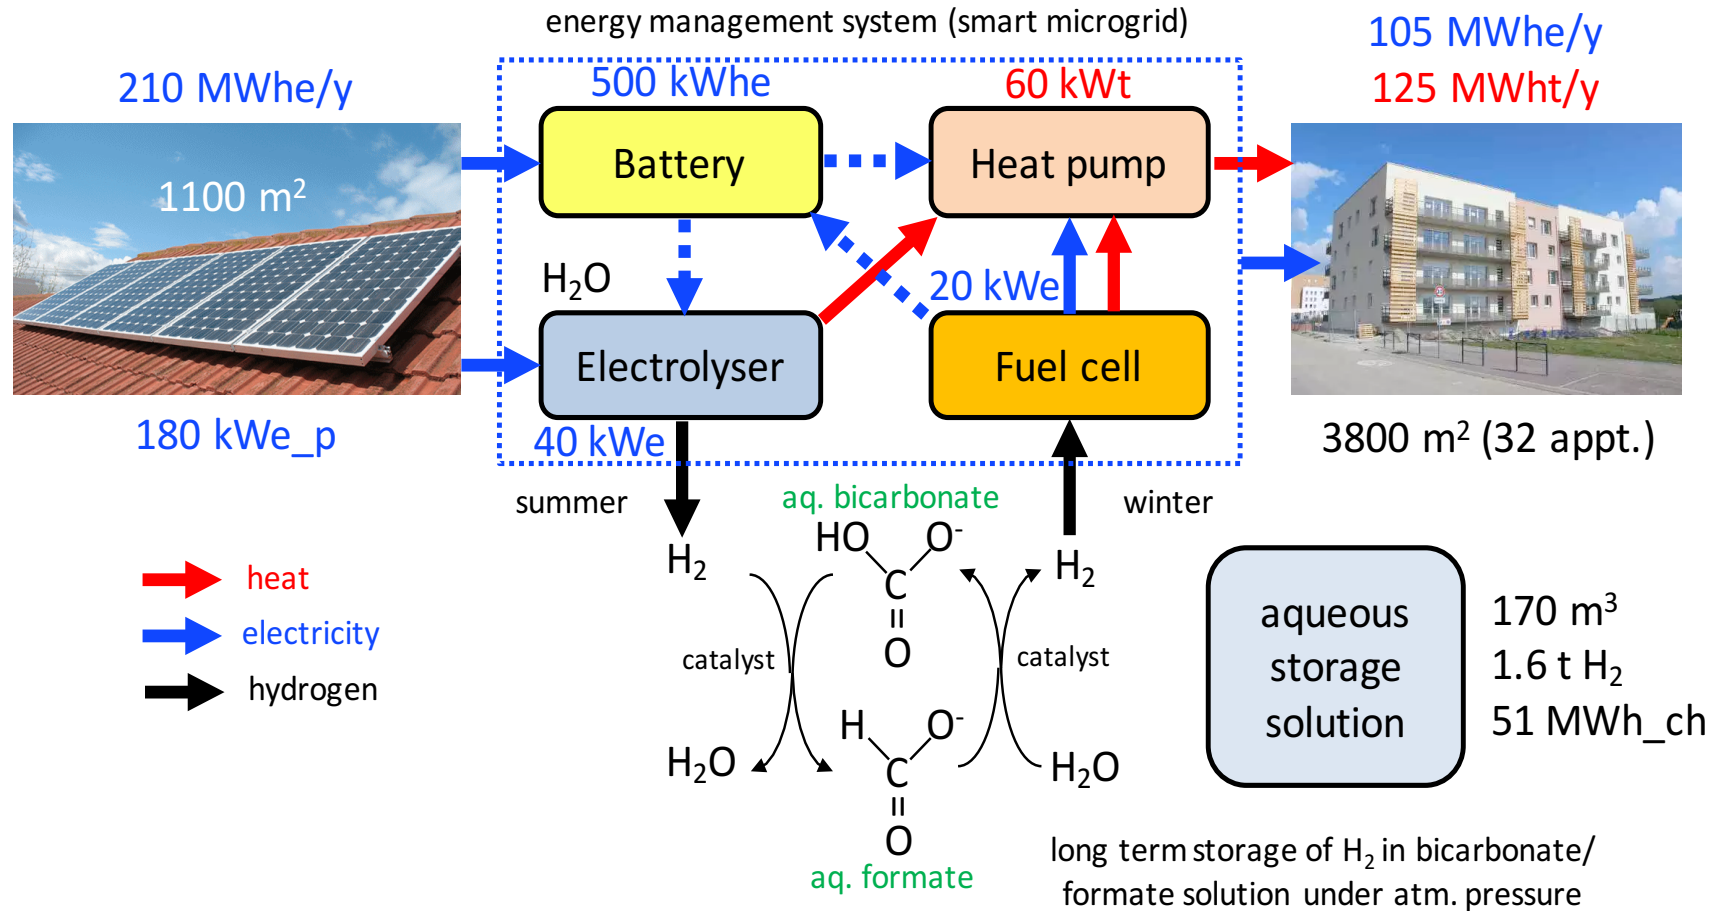 energy management system (smart microgrid)
210 MWhe/y
1100 m²
180 kWe_p
500 kWhe
Battery
60 kWt
Heat pump
H₂O
Electrolyser
40 kWe
20 kWe
Fuel cell
105 MWhe/y
125 MWht/y
3800 m² (32 appt.)
summer
winter
heat
electricity
hydrogen
aq. bicarbonate
HO
O⁻
C
O
H₂
H₂
catalyst
catalyst
H
O⁻
C
O
H₂O
H₂O
aq. formate
aqueous
storage
solution
170 m³
1.6 t H₂
51 MWh_ch
long term storage of H₂ in bicarbonate/
formate solution under atm. pressure